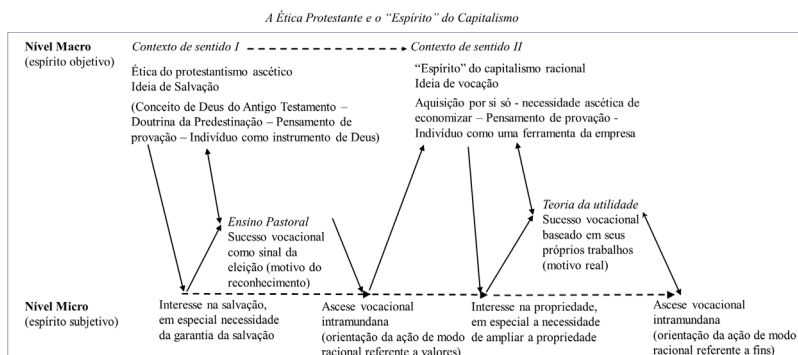 A Ética Protestante e o “Espírito” do Capitalismo
Nível Macro
(espírito objetivo)
Contexto de sentido I
Ética do protestantismo ascético
Ideia de Salvação
(Conceito de Deus do Antigo Testamento –
Doutrina da Predestinação – Pensamento de
provação – Indivíduo como instrumento de Deus)
Contexto de sentido II
“Espírito” do capitalismo racional
Ideia de vocação
Aquisição por si só - necessidade ascética de
economizar – Pensamento de provação -
Indivíduo como uma ferramenta da empresa
Ensino Pastoral
Sucesso vocacional
como sinal da
eleição (motivo do
reconhecimento)
Teoria da utilidade
Sucesso vocacional
baseado em seus
próprios trabalhos
(motivo real)
Nível Micro
(espírito subjetivo)
Interesse na salvação,
em especial necessidade
da garantia da salvação
Ascese vocacional
intramundana
(orientação da ação de modo
racional referente a valores)
Interesse na propriedade,
em especial a necessidade
de ampliar a propriedade
Ascese vocacional
intramundana
(orientação da ação de modo
racional referente a fins)